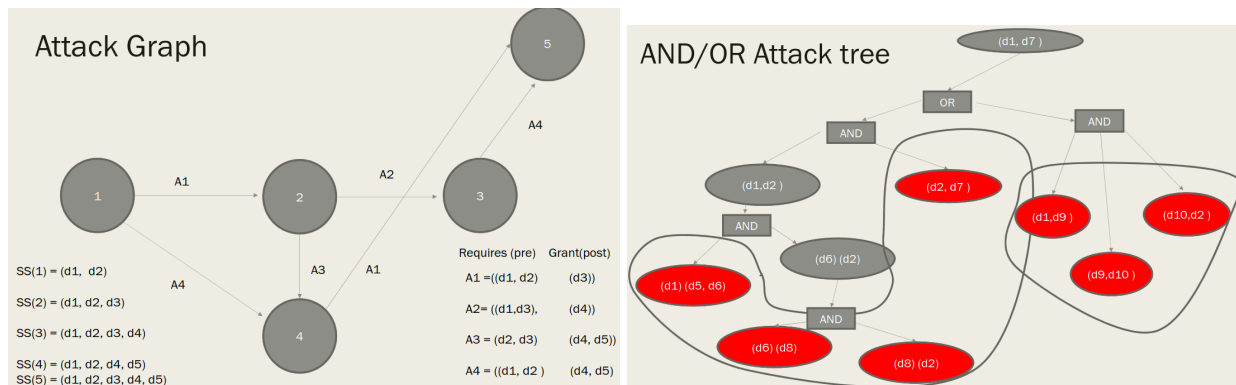 Attack Graph
5
A4
A1
A2
1
2
3
A3
A1
A4
4
Requires (pre) Grant(post)
A1 =((d1, d2) (d3))
A2= ((d1,d3), (d4))
A3 = (d2, d3) (d4, d5))
A4 = ((d1, d2 ) (d4, d5)
SS(1) = (d1, d2)
SS(2) = (d1, d2, d3)
SS(3) = (d1, d2, d3, d4)
SS(4) = (d1, d2, d4, d5)
SS(5) = (d1, d2, d3, d4, d5)
AND/OR Attack tree
(d1, d7 )
OR
AND
AND
(d1,d2 )
(d2, d7)
(d1,d9 )
(d10,d2 )
AND
(d6) (d2)
(d9,d10 )
(d1) (d5, d6)
AND
(d6) (d8)
(d8) (d2)